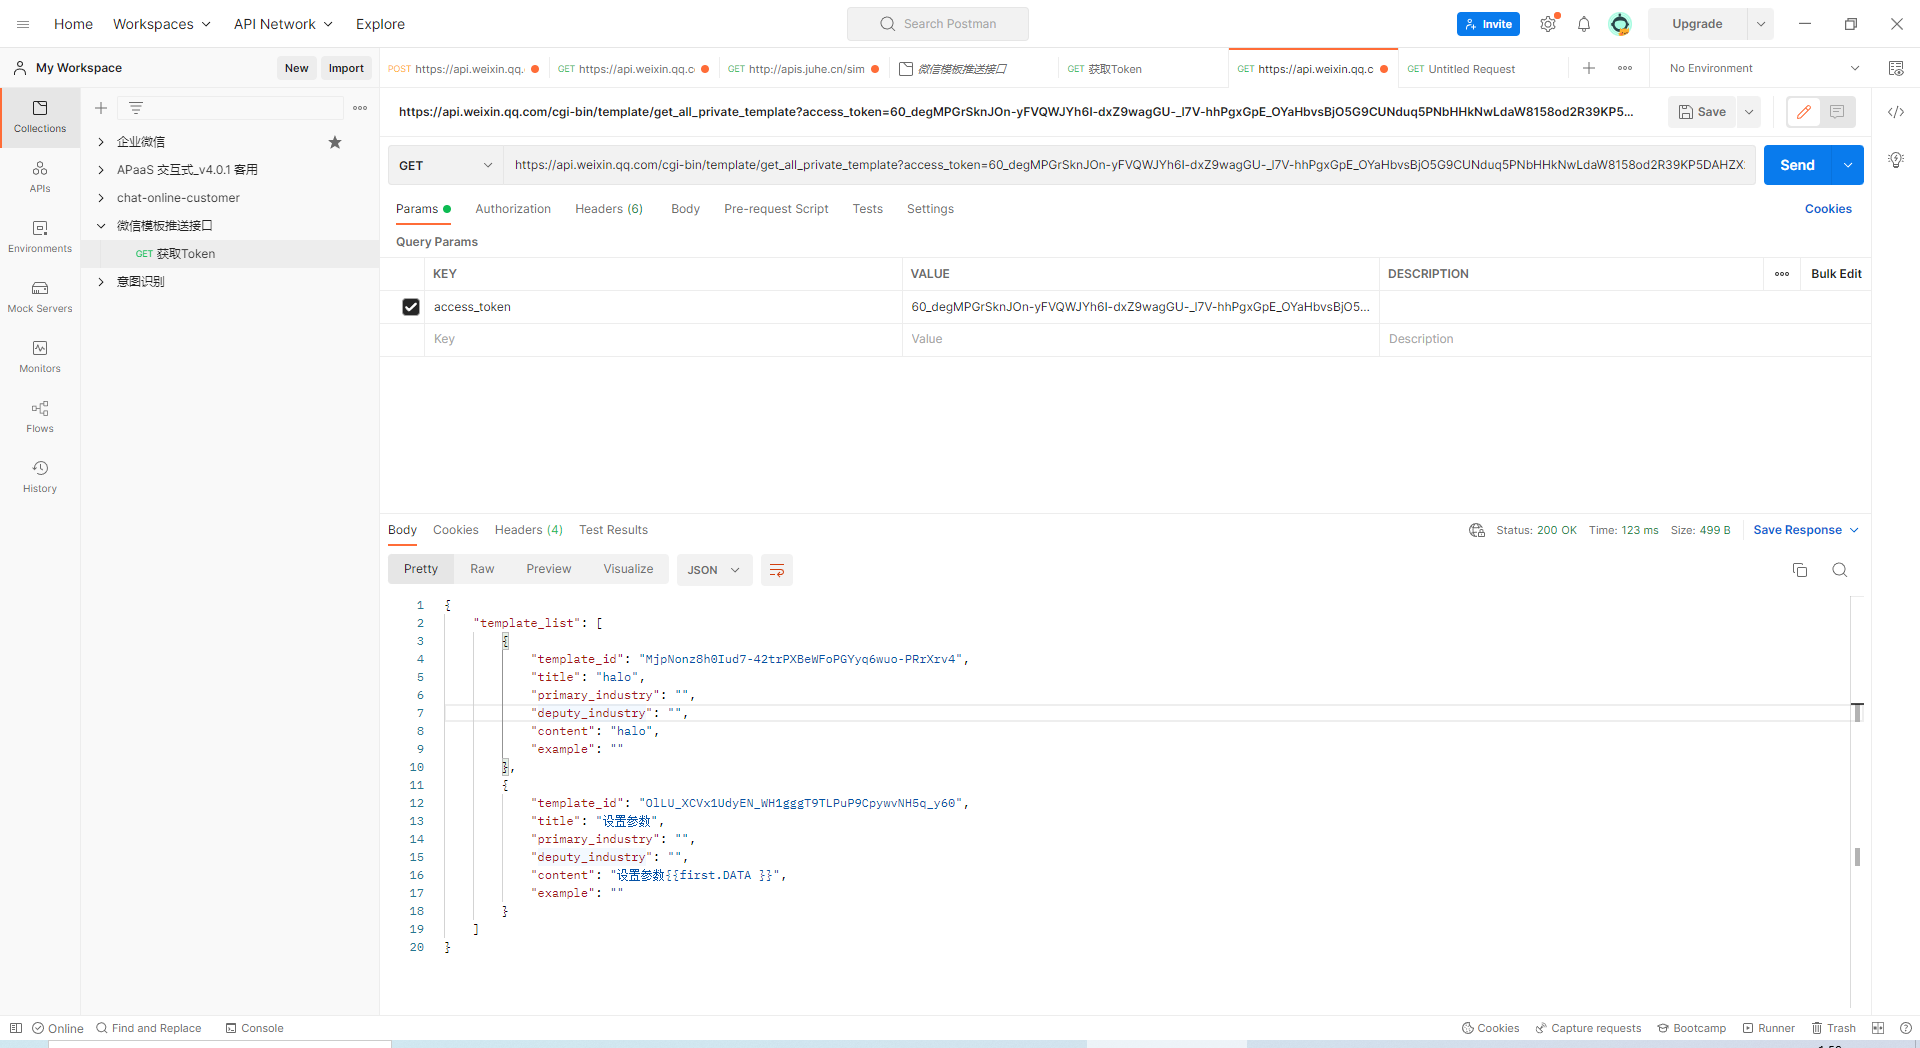 Home
Workspaces
API Network
Explore
Search Postman
Invite
Upgrade
My Workspace
New
Import
POST https://api.weixin.qq.
GET https://api.weixin.qq.c
GET http://apis.juhe.cn/sim
微信模板推送接口
GET 获取Token
GET https://api.weixin.qq.c
GET Untitled Request
No Environment
Collections
APIs
Environments
Mock Servers
Monitors
Flows
History
企业微信
APaaS 交互式_v4.0.1 客用
chat-online-customer
微信模板推送接口
GET 获取Token
意图识别
https://api.weixin.qq.com/cgi-bin/template/get_all_private_template?access_token=60_degMPGrSknJOn-yFVQWJYh6I-dxZ9wagGU-_l7V-hhPgxGpE_OYaHbvsBjO5G9CUNduq5PNbHHkNwLdaW8158od2R39KP5...
Save
GET
https://api.weixin.qq.com/cgi-bin/template/get_all_private_template?access_token=60_degMPGrSknJOn-yFVQWJYh6I-dxZ9wagGU-_l7V-hhPgxGpE_OYaHbvsBjO5G9CUNduq5PNbHHkNwLdaW8158od2R39KP5DAHZX
Send
Params
Authorization
Headers (6)
Body
Pre-request Script
Tests
Settings
Cookies
Query Params
KEY
VALUE
DESCRIPTION
Bulk Edit
access_token
60_degMPGrSknJOn-yFVQWJYh6I-dxZ9wagGU-_l7V-hhPgxGpE_OYaHbvsBjO5...
Key
Value
Description
Body
Cookies
Headers (4)
Test Results
Status: 200 OK
Time: 123 ms
Size: 499 B
Save Response
Pretty
Raw
Preview
Visualize
JSON
1 {
2 "template_list": [
3 {
4 "template_id": "MjpNonz8h0Iud7-42trPXBeWFoPGYyq6wuo-PRrXrv4",
5 "title": "halo",
6 "primary_industry": "",
7 "deputy_industry": "",
8 "content": "halo",
9 "example": ""
10 },
11 {
12 "template_id": "OlLU_XCVx1UdyEN_WH1gggT9TLPuP9CpywvNH5q_y60",
13 "title": "设置参数",
14 "primary_industry": "",
15 "deputy_industry": "",
16 "content": "设置参数{{first.DATA }}",
17 "example": ""
18 }
19 ]
20 }
Online
Find and Replace
Console
Cookies
Capture requests
Bootcamp
Runner
Trash